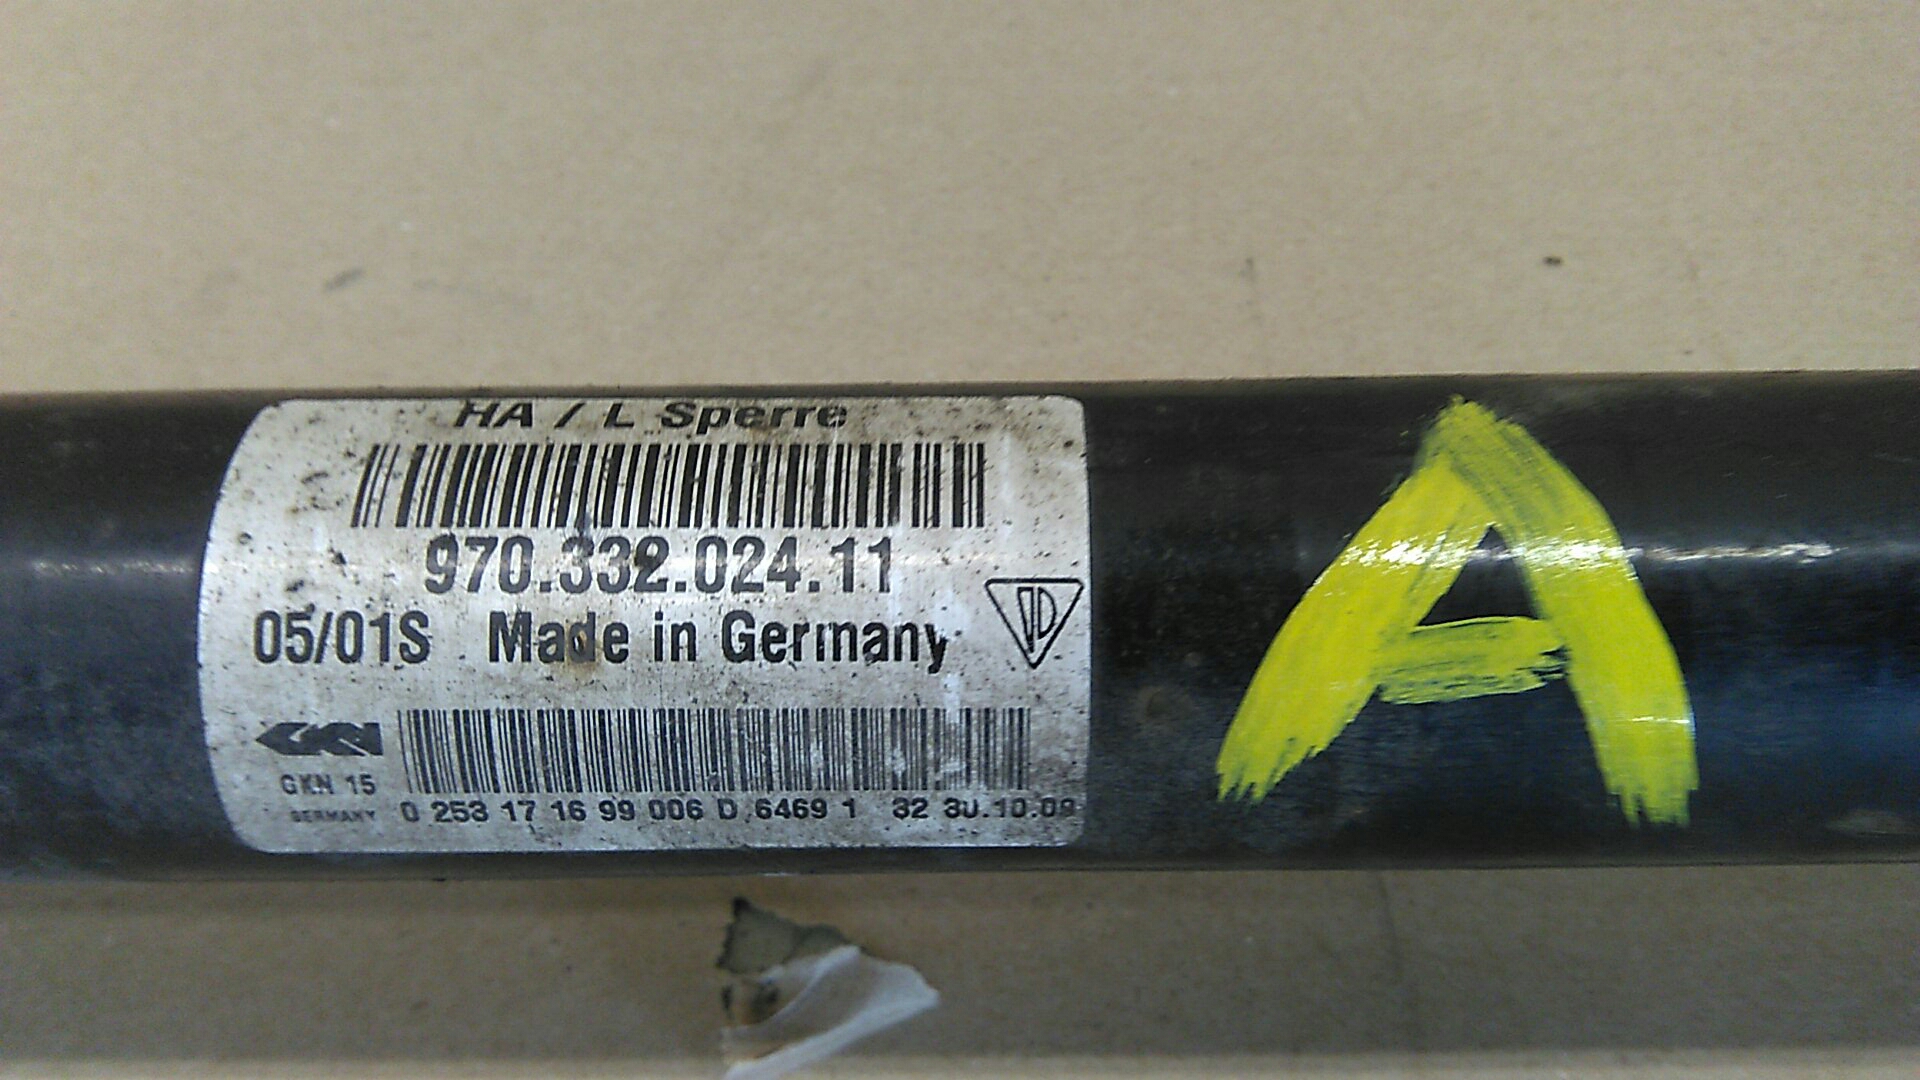 HA / L Sperre
970.332.024.11
05/01S Made in Germany
GKN
GKN 15
GERMANY
0 253 17 16 99 006 D 6469 1 32 30.10.09
A